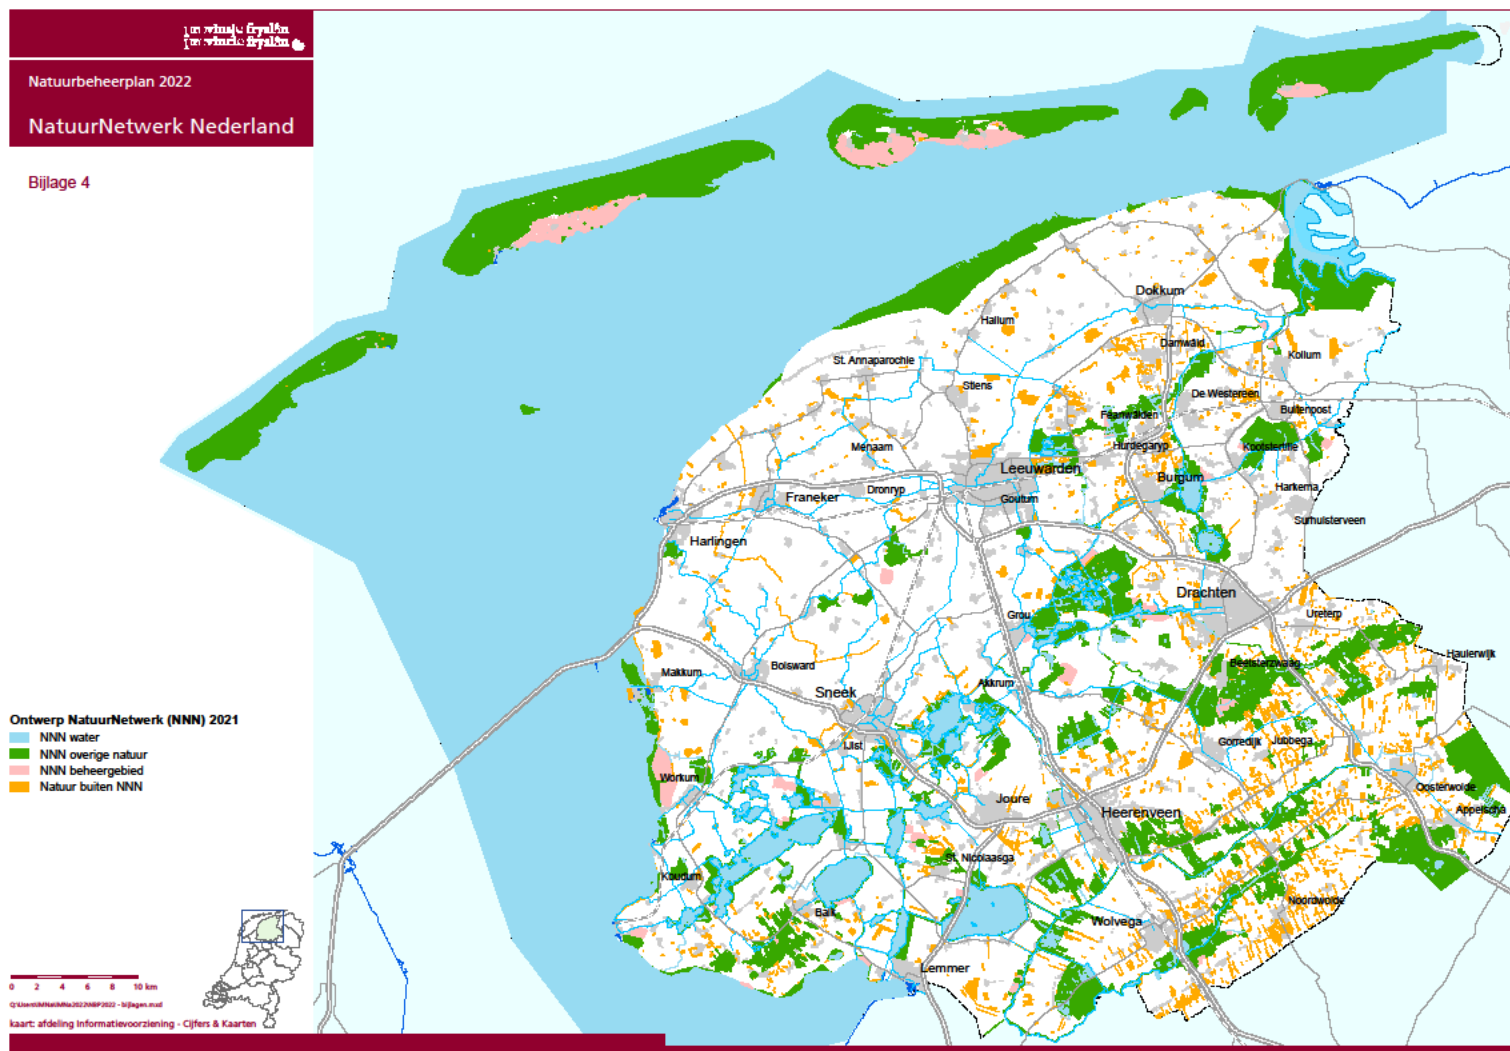 provinsje fryslân
provincie fryslân
Natuurbeheerplan 2022
NatuurNetwerk Nederland
Bijlage 4
Dokkum
Hallum
Damwâld
Kollum
St. Annaparochie
Stiens
De Westereen
Buitenpost
Feanwâlden
Menaam
Hurdegaryp
Kootstertille
Leeuwarden
Burgum
Dronryp
Harkema
Franeker
Goutum
Surhuisterveen
Harlingen
Drachten
Grou
Ureterp
Haulerwijk
Bolsward
Beetsterzwaag
Makkum
Akkrum
Sneek
Ontwerp NatuurNetwerk (NNN) 2021
NNN water
NNN overige natuur
NNN beheergebied
Natuur buiten NNN
IJlst
Gorredijk
Jubbega
Workum
Oosterwolde
Joure
Appelscha
Heerenveen
St. Nicolaasga
Koudum
Noordwolde
Balk
Wolvega
Lemmer
0 2 4 6 8 10 km
kaart: afdeling Informatievoorziening - Cijfers & Kaarten